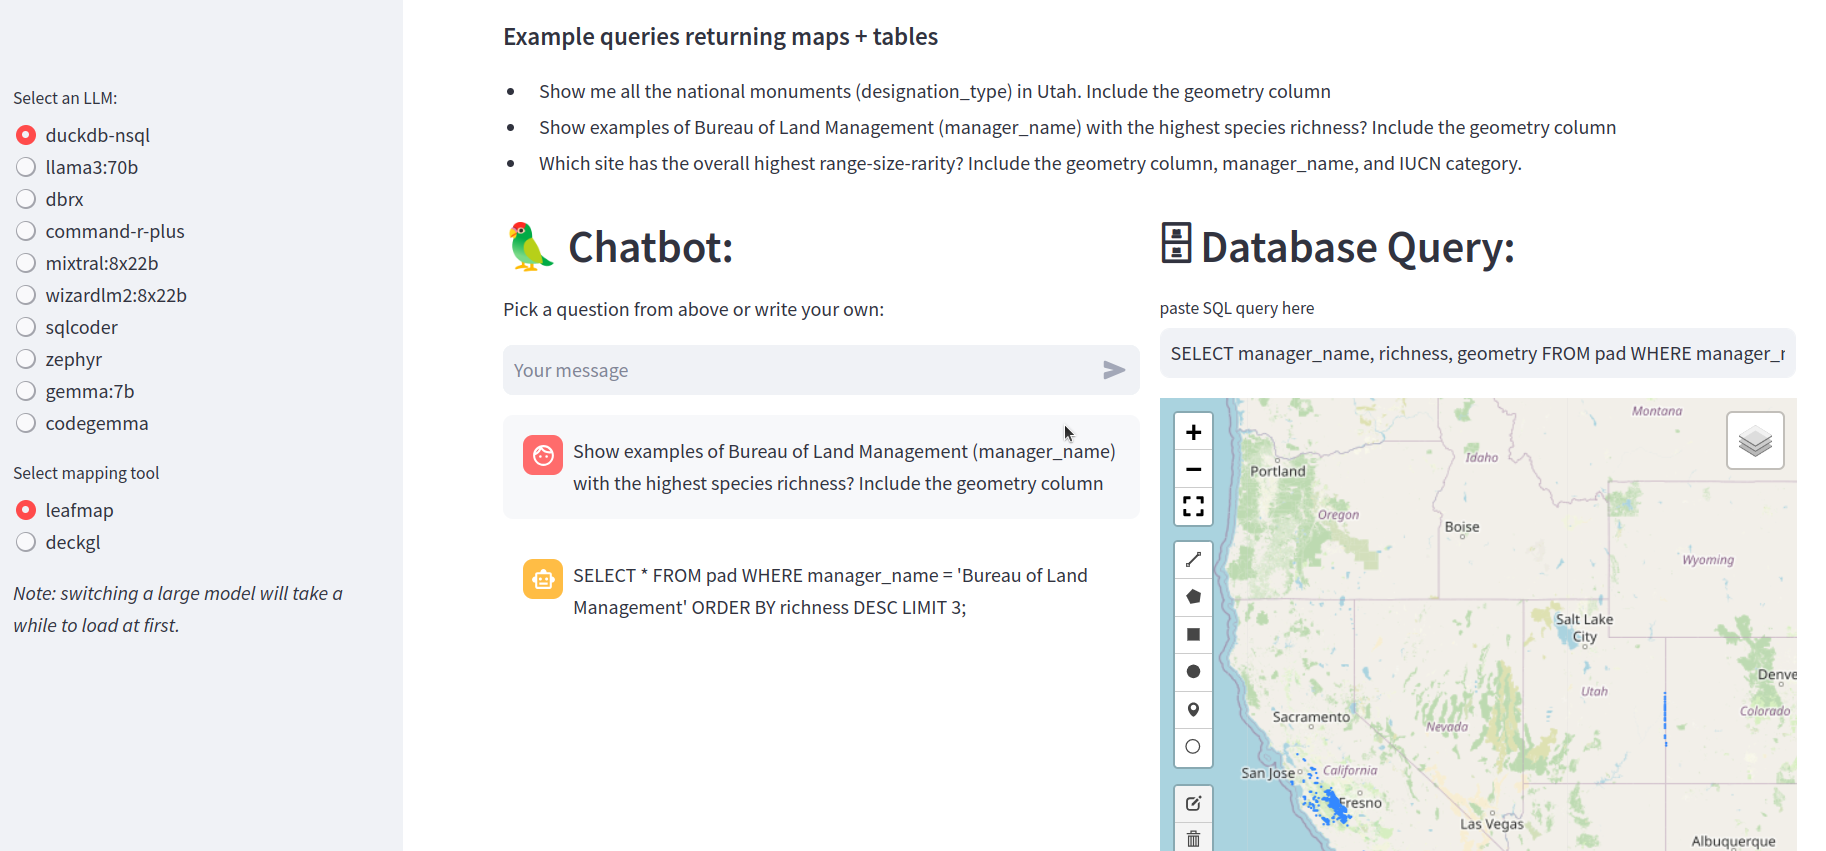 Select an LLM:
duckdb-nsql
llama3:70b
dbrx
command-r-plus
mixtral:8x22b
wizardlm2:8x22b
sqlcoder
zephyr
gemma:7b
codegemma
Select mapping tool
leafmap
deckgl
Note: switching a large model will take a
while to load at first.
Example queries returning maps + tables
Show me all the national monuments (designation_type) in Utah. Include the geometry column
Show examples of Bureau of Land Management (manager_name) with the highest species richness? Include the geometry column
Which site has the overall highest range-size-rarity? Include the geometry column, manager_name, and IUCN category.
Chatbot:
Pick a question from above or write your own:
Your message
Show examples of Bureau of Land Management (manager_name)
with the highest species richness? Include the geometry column
SELECT * FROM pad WHERE manager_name = 'Bureau of Land
Management' ORDER BY richness DESC LIMIT 3;
Database Query:
paste SQL query here
SELECT manager_name, richness, geometry FROM pad WHERE manager_r
+
−
Montana
Portland
Idaho
Oregon
Boise
Wyoming
Salt Lake
City
Denve
Utah
Colorado
Sacramento
Nevada
San Jose
California
Fresno
Las Vegas
Albuquerque